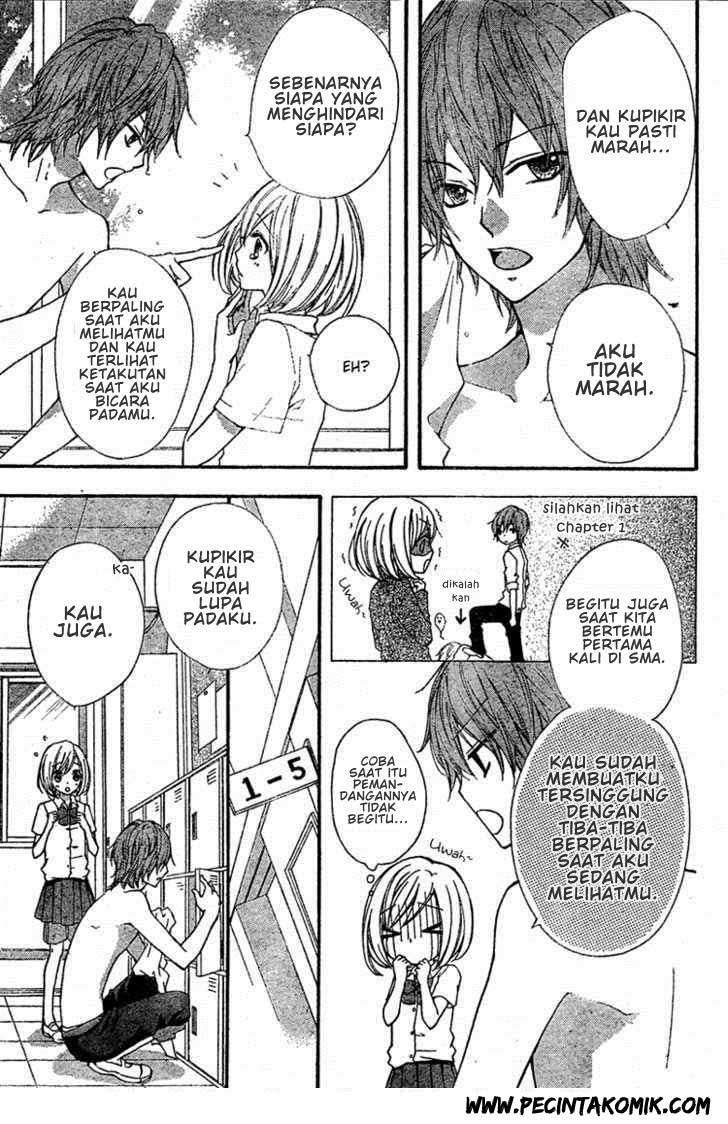 DAN KUPIKIR
KAU PASTI
MARAH...
AKU
TIDAK
MARAH.
SEBENARNYA
SIAPA YANG
MENGHINDARI
SIAPA?
KAU
BERPALING
SAAT AKU
MELIHATMU
DAN KAU
TERLIHAT
KETAKUTAN
SAAT AKU
BICARA
PADAMU.
EH?
silahkan lihat
Chapter 1
Uwah~
dikalah
kan
BEGITU JUGA
SAAT KITA
BERTEMU
PERTAMA
KALI DI SMA.
KAU SUDAH
MEMBUATKU
TERSINGGUNG
DENGAN
TIBA-TIBA
BERPALING
SAAT AKU
SEDANG
MELIHATMU.
COBA
SAAT ITU
PEMAN-
DANGANNYA
TIDAK
BEGITU...
Uwah~
KUPIKIR
KAU
SUDAH
LUPA
PADAKU.
Ka-
KAU
JUGA.
1-5
WWW.PECINTAKOMIK.COM